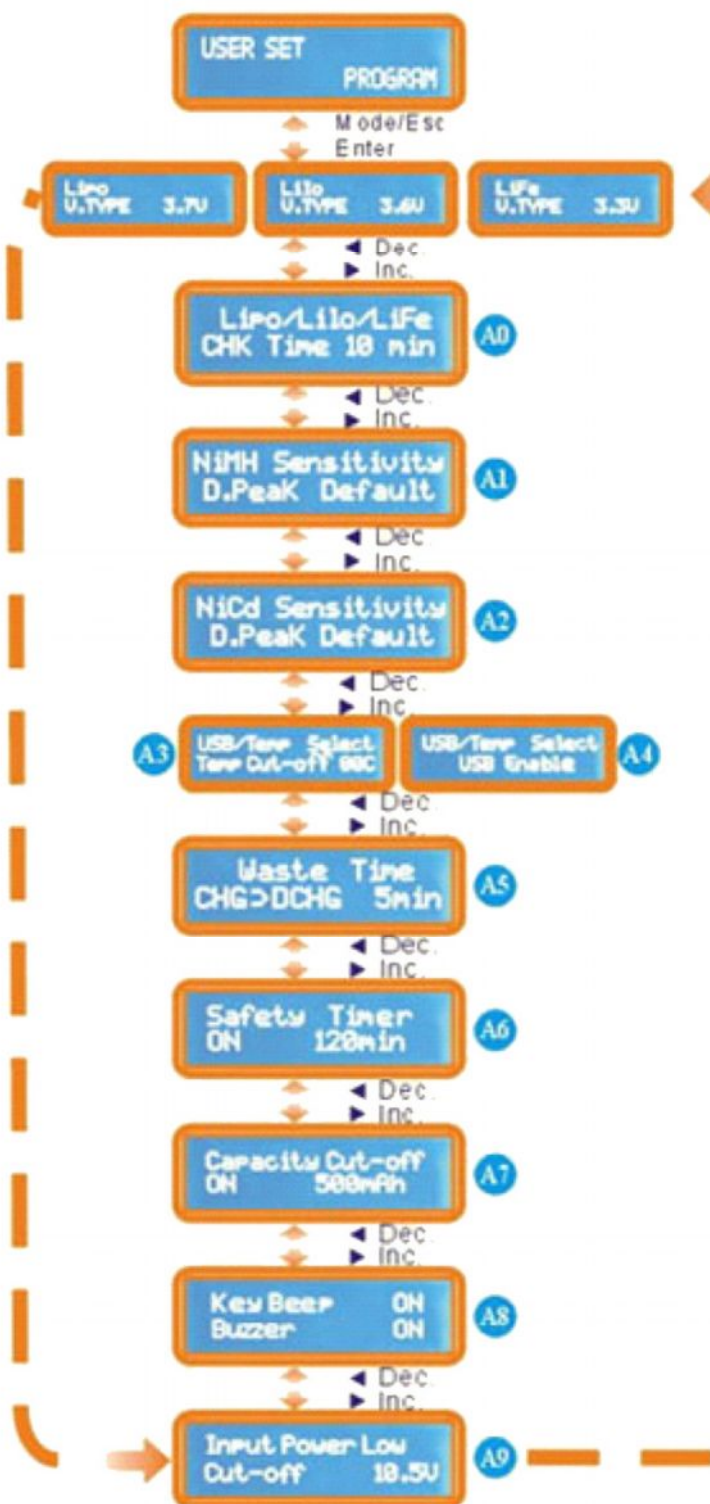 USER SET
PROGRAM
Mode/Esc
Enter
Lipo
V.TYPE 3.7V
LiIo
V.TYPE 3.6V
LiFe
V.TYPE 3.3V
◀ Dec.
▶ Inc.
Lipo/LiIo/LiFe
CHK Time 10 min
A0
◀ Dec.
▶ Inc.
NiMH Sensitivity
D.Peak Default
A1
◀ Dec.
▶ Inc.
NiCd Sensitivity
D.Peak Default
A2
◀ Dec.
▶ Inc.
A3
USB/Temp Select
Temp Cut-off 80C
USB/Temp Select
USB Enable
A4
◀ Dec.
▶ Inc.
Waste Time
CHG>DCHG 5min
A5
◀ Dec.
▶ Inc.
Safety Timer
ON 120min
A6
◀ Dec.
▶ Inc.
Capacity Cut-off
ON 500mAh
A7
◀ Dec.
▶ Inc.
Key Beep ON
Buzzer ON
A8
◀ Dec.
▶ Inc.
Input Power Low
Cut-off 10.5V
A9